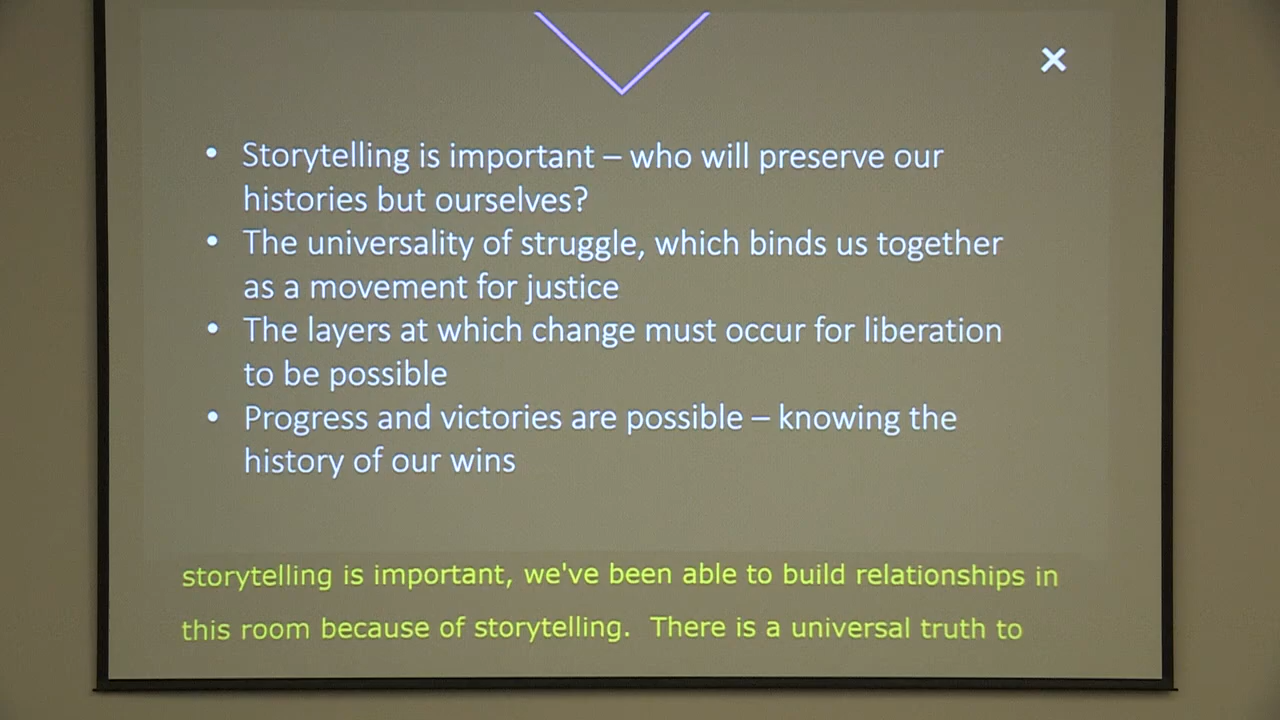 • Storytelling is important – who will preserve our
histories but ourselves?
• The universality of struggle, which binds us together
as a movement for justice
• The layers at which change must occur for liberation
to be possible
• Progress and victories are possible – knowing the
history of our wins
storytelling is important, we've been able to build relationships in
this room because of storytelling.  There is a universal truth to